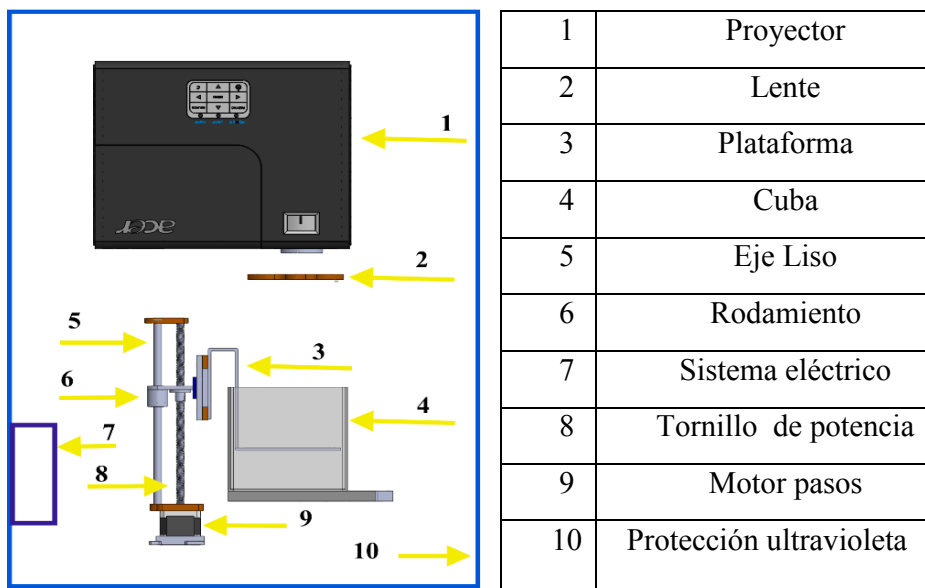 acer
1
2
3
4
5
6
7
8
9
10
1 Proyector
2 Lente
3 Plataforma
4 Cuba
5 Eje Liso
6 Rodamiento
7 Sistema eléctrico
8 Tornillo de potencia
9 Motor pasos
10 Protección ultravioleta